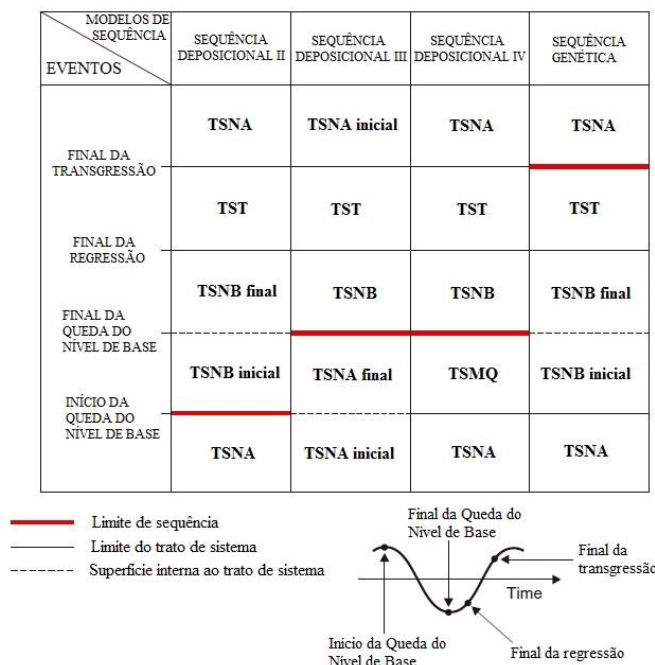 MODELOS DE
SEQUÊNCIA
EVENTOS
SEQUÊNCIA
DEPOSICIONAL II
SEQUÊNCIA
DEPOSICIONAL III
SEQUÊNCIA
DEPOSICIONAL IV
SEQUÊNCIA
GENÉTICA
TSNA
TSNA inicial
TSNA
TSNA
FINAL DA
TRANSGRESSÃO
TST
TST
TST
TST
FINAL DA
REGRESSÃO
TSNB final
TSNB
TSNB
TSNB final
FINAL DA
QUEDA DO
NÍVEL DE BASE
TSNB inicial
TSNA final
TSMQ
TSNB inicial
INÍCIO DA
QUEDA DO
NÍVEL DE BASE
TSNA
TSNA inicial
TSNA
TSNA
Limite de sequência
Limite do trato de sistema
Superfície interna ao trato de sistema
Final da Queda do
Nivel de Base
Final da
transgressão
Time
Inicio da Queda do
Nível de Base
Final da regressão